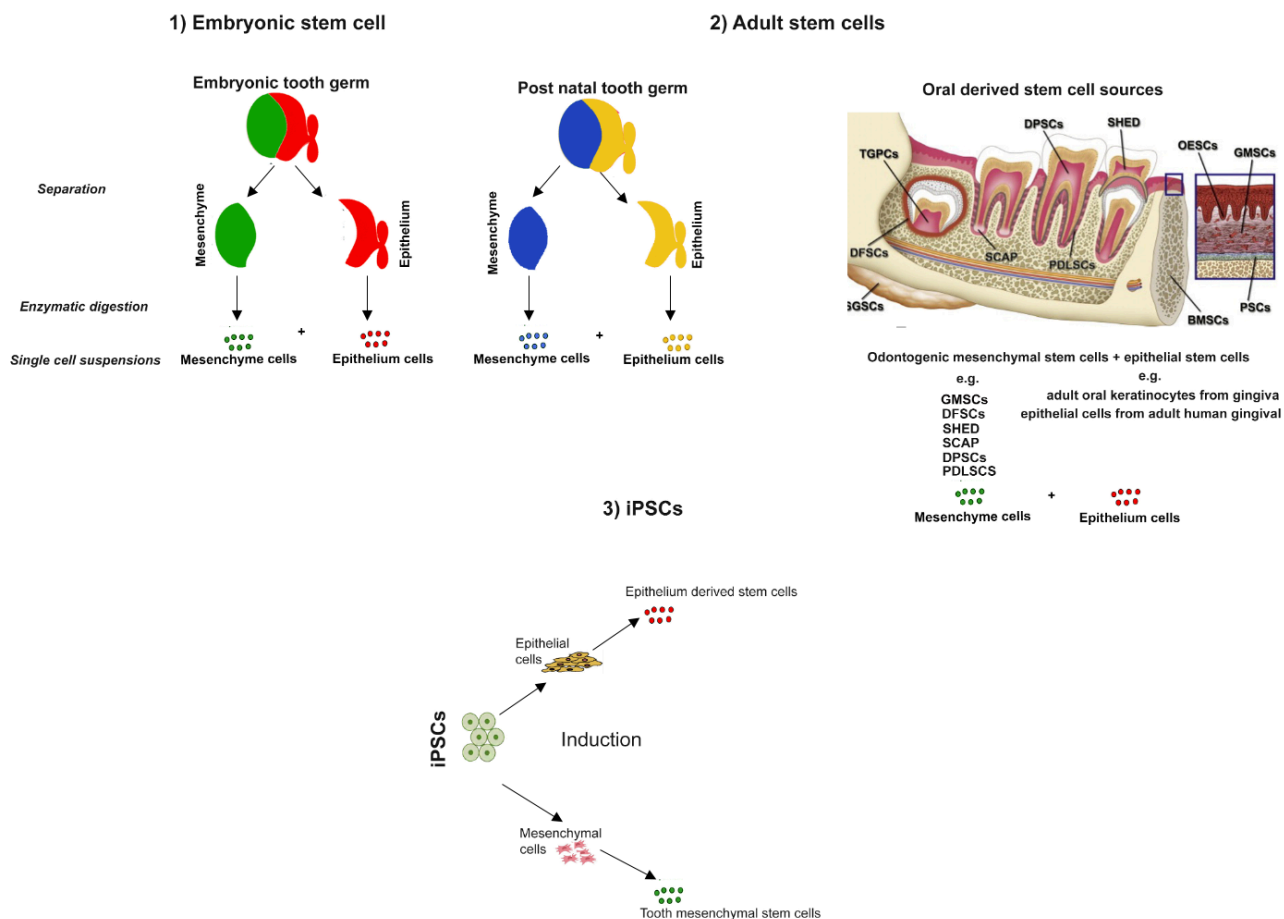 1) Embryonic stem cell
2) Adult stem cells
Embryonic tooth germ
Post natal tooth germ
Oral derived stem cell sources
Separation
Mesenchyme
Epithelium
Mesenchyme
Epithelium
Enzymatic digestion
Single cell suspensions
+
Mesenchyme cells
Epithelium cells
+
Mesenchyme cells
Epithelium cells
TGPCs
DPSCs
SHED
OESCs
GMSCs
DFSCs
SCAP
PDLSCs
SGSCs
BMSCs
PSCs
Odontogenic mesenchymal stem cells + epithelial stem cells
e.g.
e.g.
GMSCs
DFSCs
SHED
SCAP
DPSCs
PDLSCS
adult oral keratinocytes from gingiva
epithelial cells from adult human gingival
+
Mesenchyme cells
Epithelium cells
3) iPSCs
Epithelium derived stem cells
Epithelial
cells
iPSCs
Induction
Mesenchymal
cells
Tooth mesenchymal stem cells